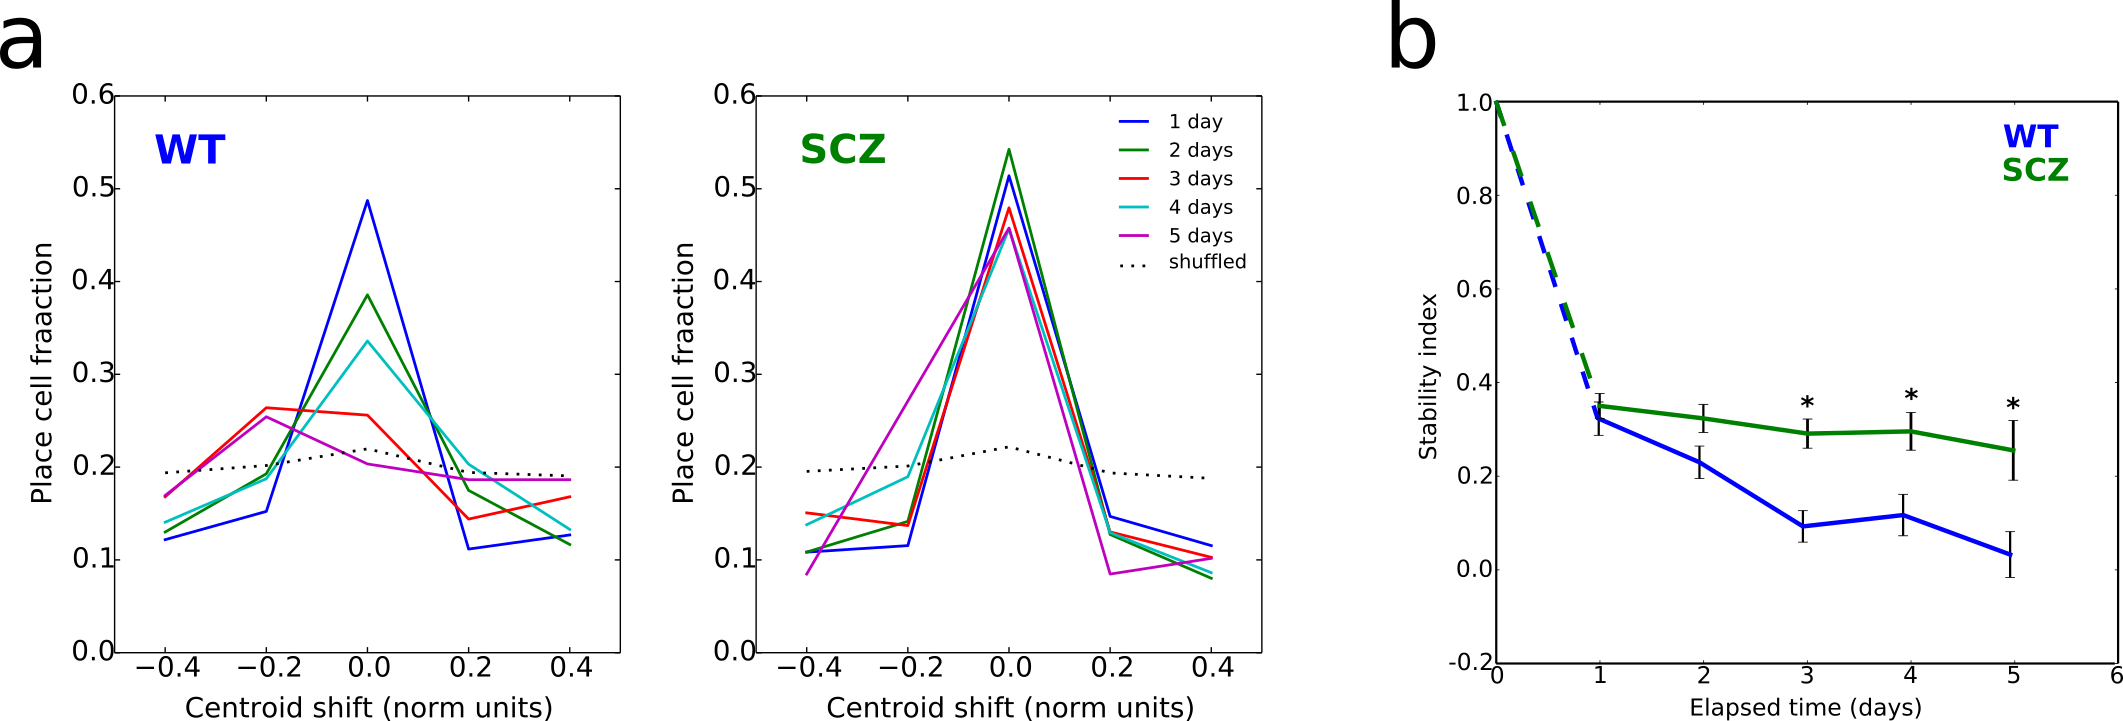 a
b
WT
0.6
0.5
0.4
0.3
0.2
0.1
0.0
−0.4 −0.2 0.0 0.2 0.4
Place cell fraaction
Centroid shift (norm units)
SCZ
0.6
0.5
0.4
0.3
0.2
0.1
0.0
−0.4 −0.2 0.0 0.2 0.4
Place cell fraaction
Centroid shift (norm units)
1 day
2 days
3 days
4 days
5 days
shuffled
WT
SCZ
1.0
0.8
0.6
0.4
0.2
0.0
-0.2
* * *
0 1 2 3 4 5 6
Stability index
Elapsed time (days)